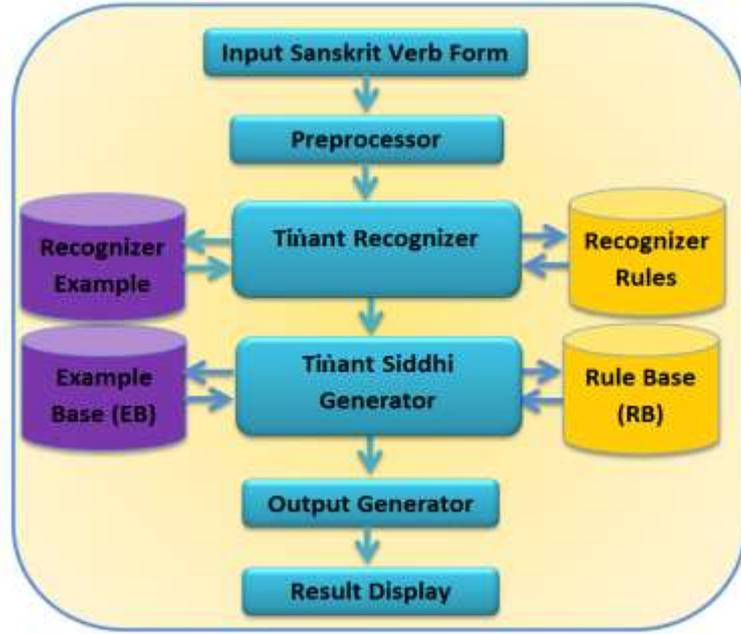 Input Sanskrit Verb Form
Preprocessor
Recognizer
Example
Tiṅant Recognizer
Recognizer
Rules
Example
Base (EB)
Tiṅant Siddhi
Generator
Rule Base
(RB)
Output Generator
Result Display